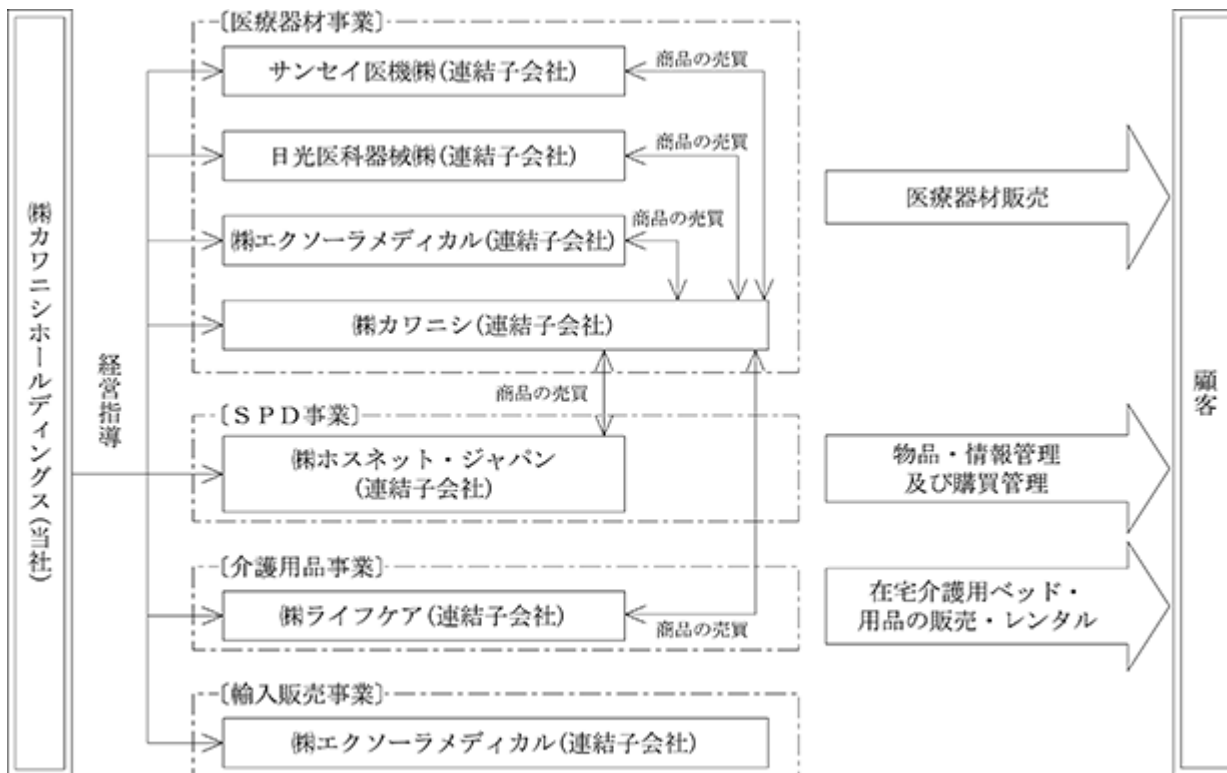 ㈱カワニシホールディングス(当社)
経営指導
〔医療器材事業〕
サンセイ医機㈱(連結子会社)
商品の売買
日光医科器械㈱(連結子会社)
商品の売買
㈱エクソーラメディカル(連結子会社)
商品の売買
㈱カワニシ(連結子会社)
商品の売買
〔ＳＰＤ事業〕
㈱ホスネット・ジャパン
(連結子会社)
〔介護用品事業〕
㈱ライフケア(連結子会社)
商品の売買
〔輸入販売事業〕
㈱エクソーラメディカル(連結子会社)
医療器材販売
物品・情報管理
及び購買管理
在宅介護用ベッド・
用品の販売・レンタル
顧客